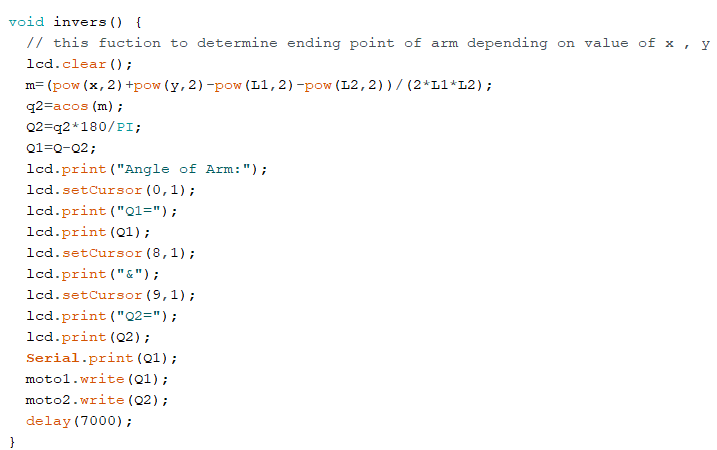 void invers() {
// this fuction to determine ending point of arm depending on value of x , y
lcd.clear();
m=(pow(x,2)+pow(y,2)-pow(L1,2)-pow(L2,2))/(2*L1*L2);
q2=acos(m);
Q2=q2*180/PI;
Q1=Q-Q2;
lcd.print("Angle of Arm:");
lcd.setCursor(0,1);
lcd.print("Q1=");
lcd.print(Q1);
lcd.setCursor(8,1);
lcd.print("&");
lcd.setCursor(9,1);
lcd.print("Q2=");
lcd.print(Q2);
Serial.print(Q1);
moto1.write(Q1);
moto2.write(Q2);
delay(7000);
}